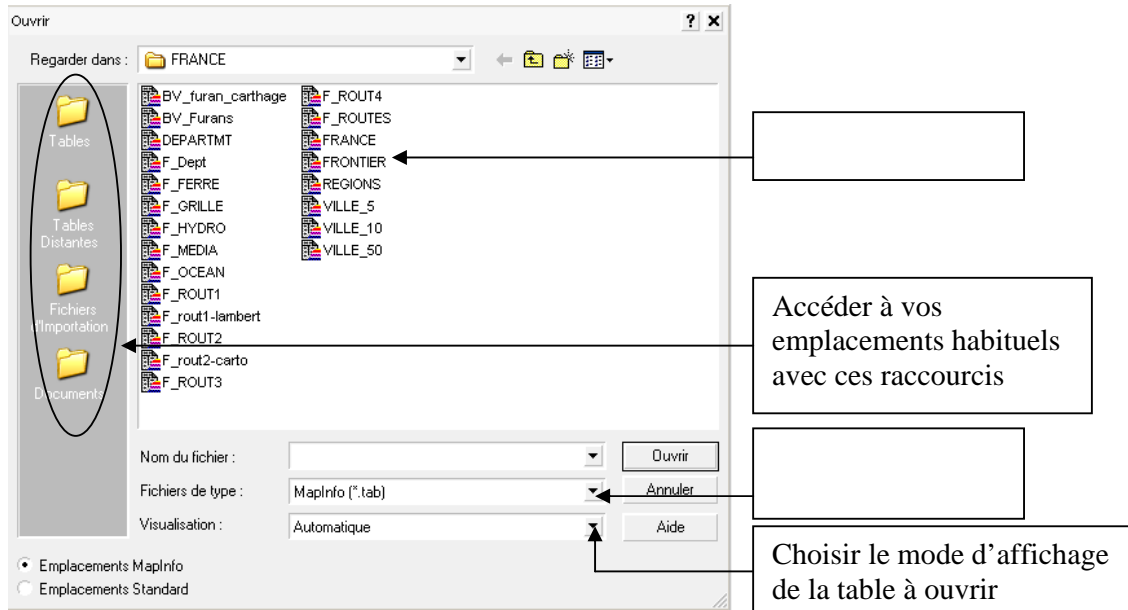 Ouvrir
Regarder dans : FRANCE
Tables
Tables
Distantes
Fichiers
d'Importation
Documents
BV_furan_carthage
BV_Furans
DEPARTMT
F_Dept
F_FERRE
F_GRILLE
F_HYDRO
F_MEDIA
F_OCEAN
F_ROUT1
F_rout1-lambert
F_ROUT2
F_rout2-carto
F_ROUT3
F_ROUT4
F_ROUTES
FRANCE
FRONTIER
REGIONS
VILLE_5
VILLE_10
VILLE_50
Nom du fichier : Ouvrir
Fichiers de type : MapInfo (*.tab) Annuler
Visualisation : Automatique Aide
Emplacements MapInfo
Emplacements Standard
Accéder à vos
emplacements habituels
avec ces raccourcis
Choisir le mode d’affichage
de la table à ouvrir